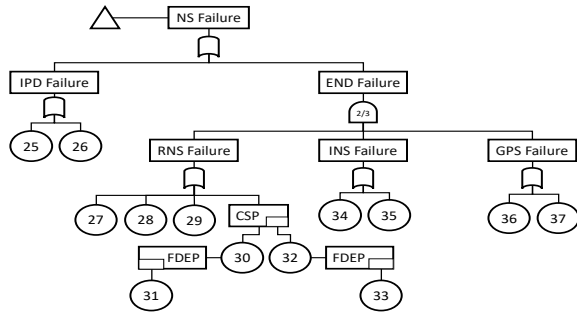 NS Failure
IPD Failure
END Failure
2/3
25
26
RNS Failure
INS Failure
GPS Failure
27
28
29
CSP
34
35
36
37
FDEP
30
32
FDEP
31
33